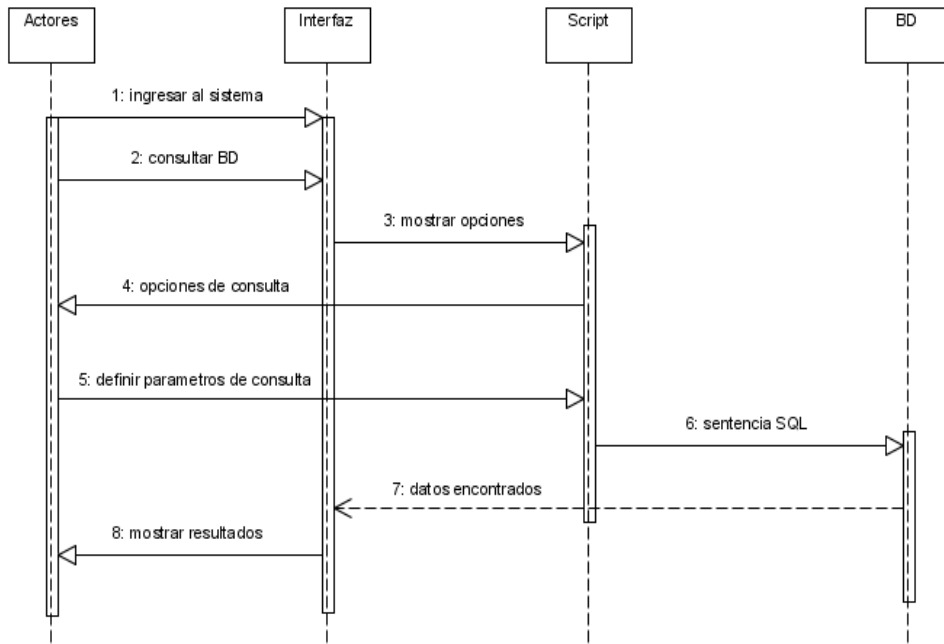 Actores
Interfaz
Script
BD
1: ingresar al sistema
2: consultar BD
3: mostrar opciones
4: opciones de consulta
5: definir parametros de consulta
6: sentencia SQL
7: datos encontrados
8: mostrar resultados